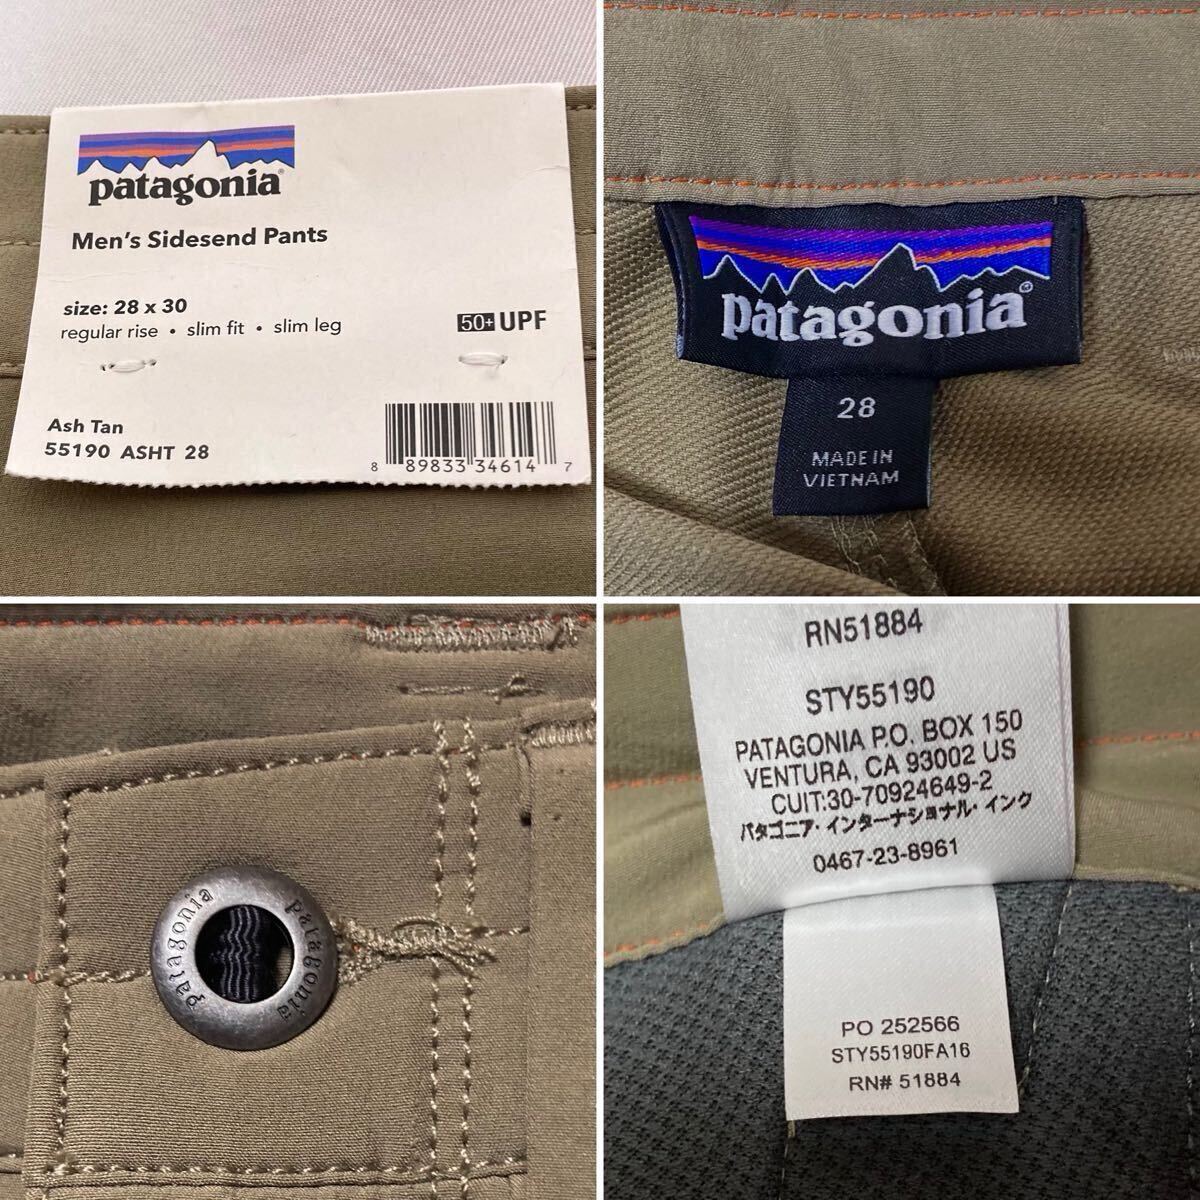 patagonia®
Men's Sidesend Pants
size: 28 x 30
regular rise • slim fit • slim leg
50+ UPF
Ash Tan
55190 ASHT 28
8 89833 34614 7
patagonia®
28
MADE IN
VIETNAM
patagonia patagonia
RN51884
STY55190
PATAGONIA P.O. BOX 150
VENTURA, CA 93002 US
CUIT:30-70924649-2
パタゴニア・インターナショナル・インク
0467-23-8961
PO 252566
STY55190FA16
RN# 51884